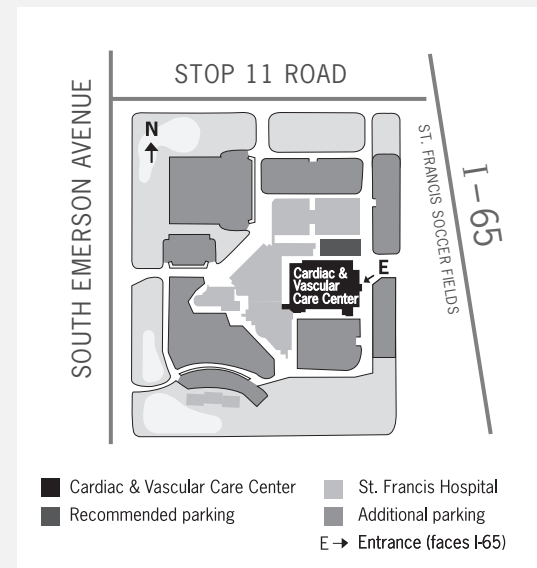 STOP 11 ROAD
SOUTH EMERSON AVENUE
N
I-65
ST. FRANCIS SOCCER FIELDS
E
Cardiac &
Vascular
Care Center
Cardiac & Vascular Care Center
Recommended parking
St. Francis Hospital
Additional parking
E → Entrance (faces I-65)